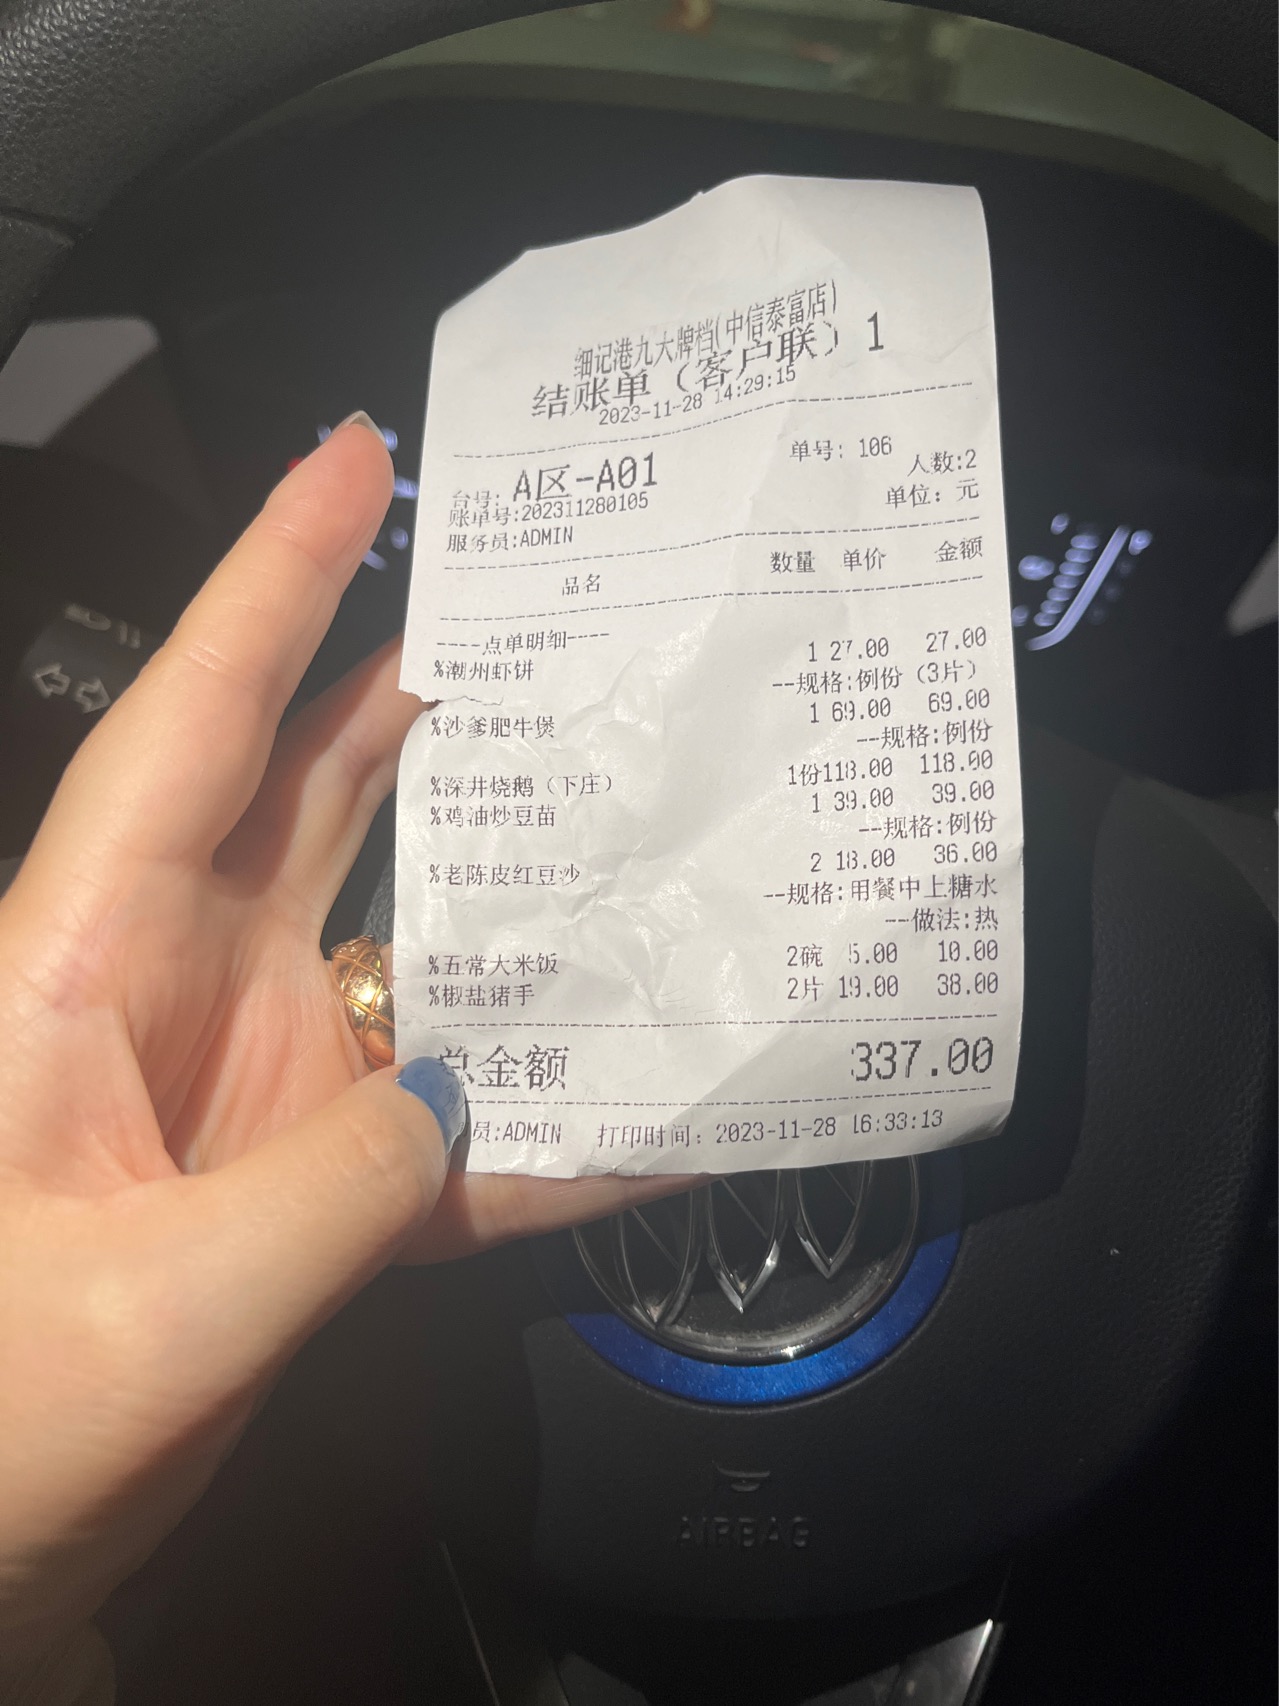 细记港九大牌档(中信泰富店)
结账单（客户联）1
2023-11-28 14:29:15
单号: 106
台号: A区-A01 人数:2
账单号:202311280105 单位: 元
服务员:ADMIN
品名 数量 单价 金额
----点单明细----
%潮州虾饼 1 27.00 27.00
--规格:例份（3片）
%沙爹肥牛煲 1 69.00 69.00
--规格:例份
%深井烧鹅（下庄） 1份118.00 118.00
%鸡油炒豆苗 1 39.00 39.00
--规格:例份
%老陈皮红豆沙 2 18.00 36.00
--规格:用餐中上糖水
--做法:热
%五常大米饭 2碗 5.00 10.00
%椒盐猪手 2片 19.00 38.00
总金额 337.00
员:ADMIN 打印时间: 2023-11-28 16:33:13
AIRBAG